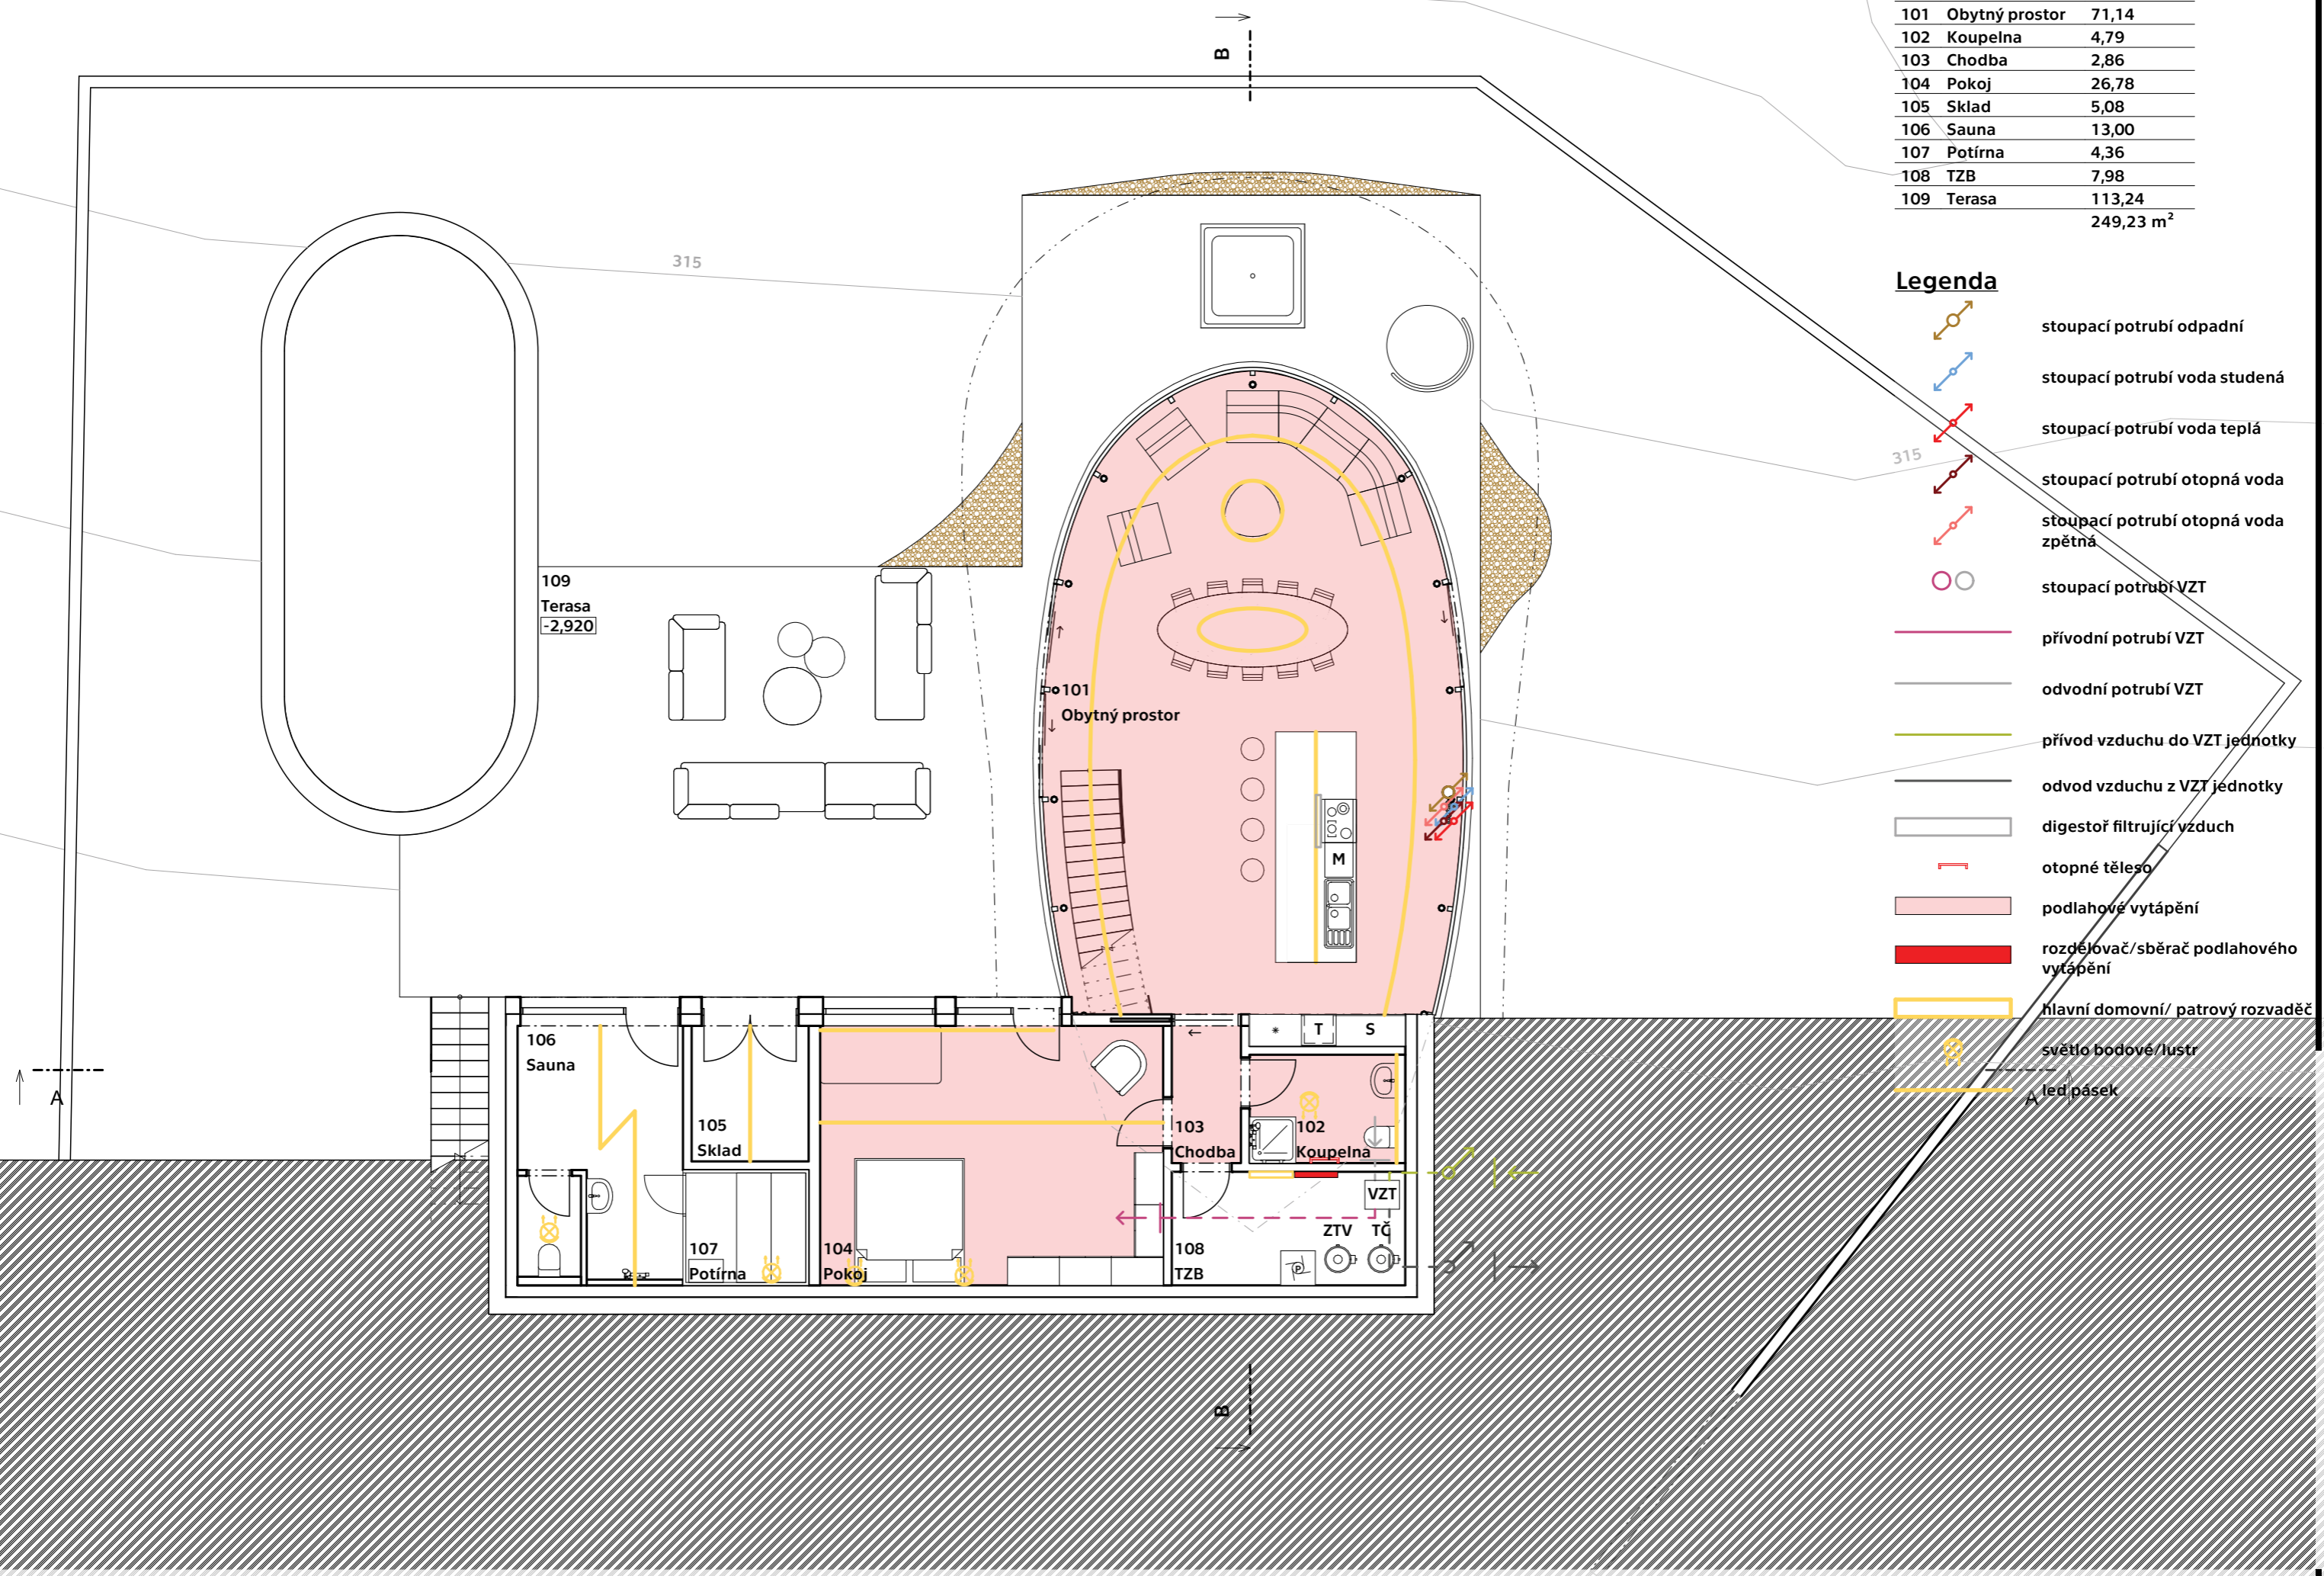 101 Obytný prostor 71,14
102 Koupelna 4,79
103 Chodba 2,86
104 Pokoj 26,78
105 Sklad 5,08
106 Sauna 13,00
107 Potírna 4,36
108 TZB 7,98
109 Terasa 113,24
249,23 m²
Legenda
stoupací potrubí odpadní
stoupací potrubí voda studená
stoupací potrubí voda teplá
stoupací potrubí otopná voda
stoupací potrubí otopná voda
zpětná
stoupací potrubí VZT
přívodní potrubí VZT
odvodní potrubí VZT
přívod vzduchu do VZT jednotky
odvod vzduchu z VZT jednotky
digestoř filtrující vzduch
otopné těleso
podlahové vytápění
rozdělovač/sběrač podlahového
vytápění
hlavní domovní/ patrový rozvaděč
světlo bodové/lustr
led pásek
B
315
315
109
Terasa
-2,920
101
Obytný prostor
M
* T S
106
Sauna
105
Sklad
103
Chodba
102
Koupelna
VZT
ZTV TČ
107
Potírna
104
Pokoj
108
TZB
P
A
A
B